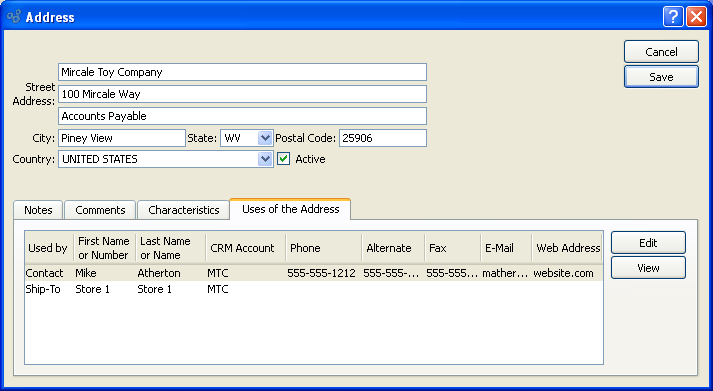 Address
Cancel
Save
Mircale Toy Company
Street Address:
100 Mircale Way
Accounts Payable
City: Piney View State: WV Postal Code: 25906
Country: UNITED STATES Active
Notes Comments Characteristics Uses of the Address
Used by First Name or Number Last Name or Name CRM Account Phone Alternate Fax E-Mail Web Address
Contact Mike Atherton MTC 555-555-1212 555-555-... 555-555... mather... website.com
Ship-To Store 1 Store 1 MTC
Edit
View